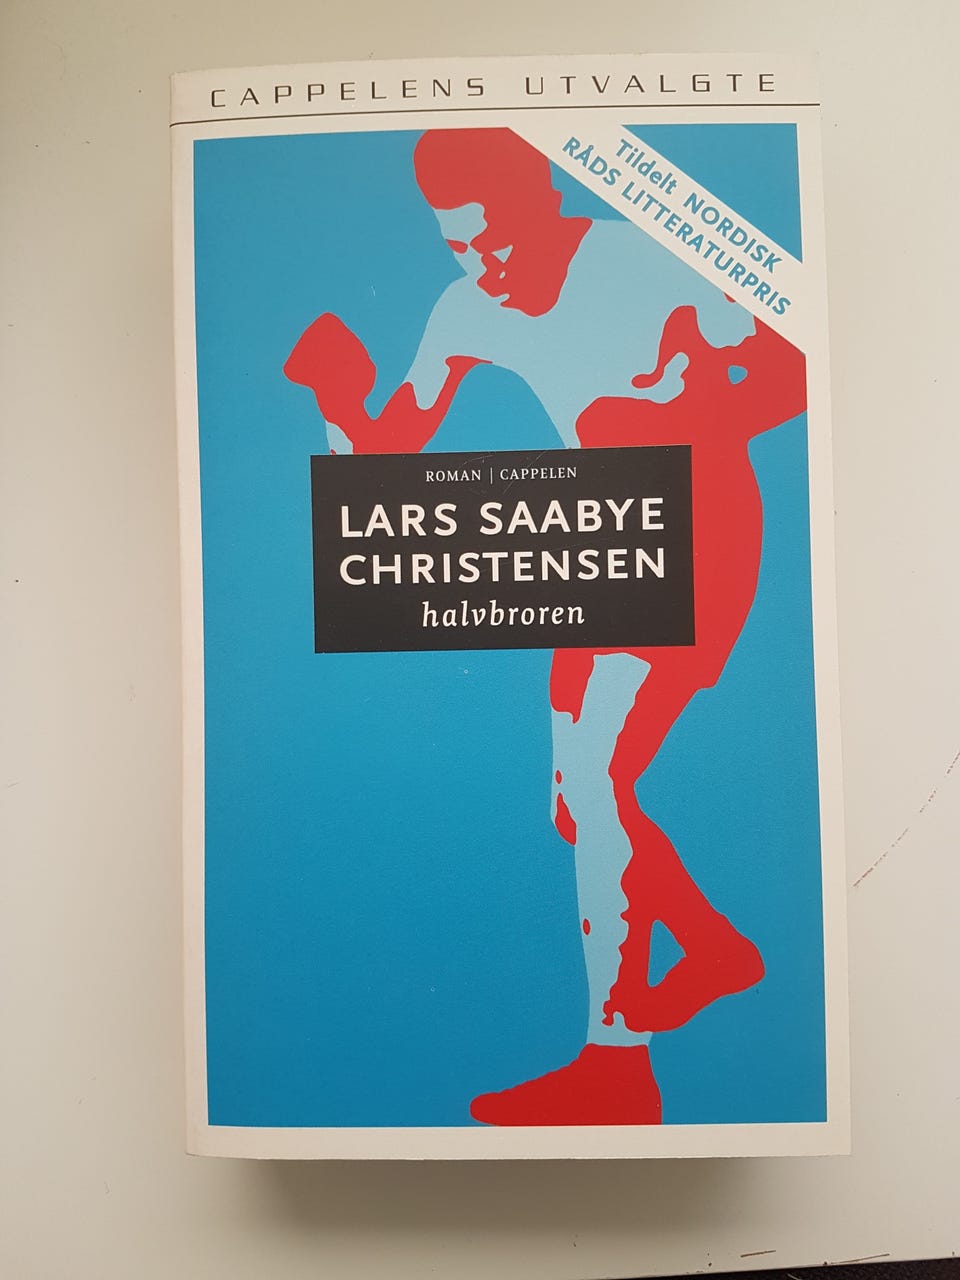 CAPPELENS UTVALGTE
Tildelt NORDISK
RÅDS LITTERATURPRIS
ROMAN | CAPPELEN
LARS SAABYE
CHRISTENSEN
halvbroren